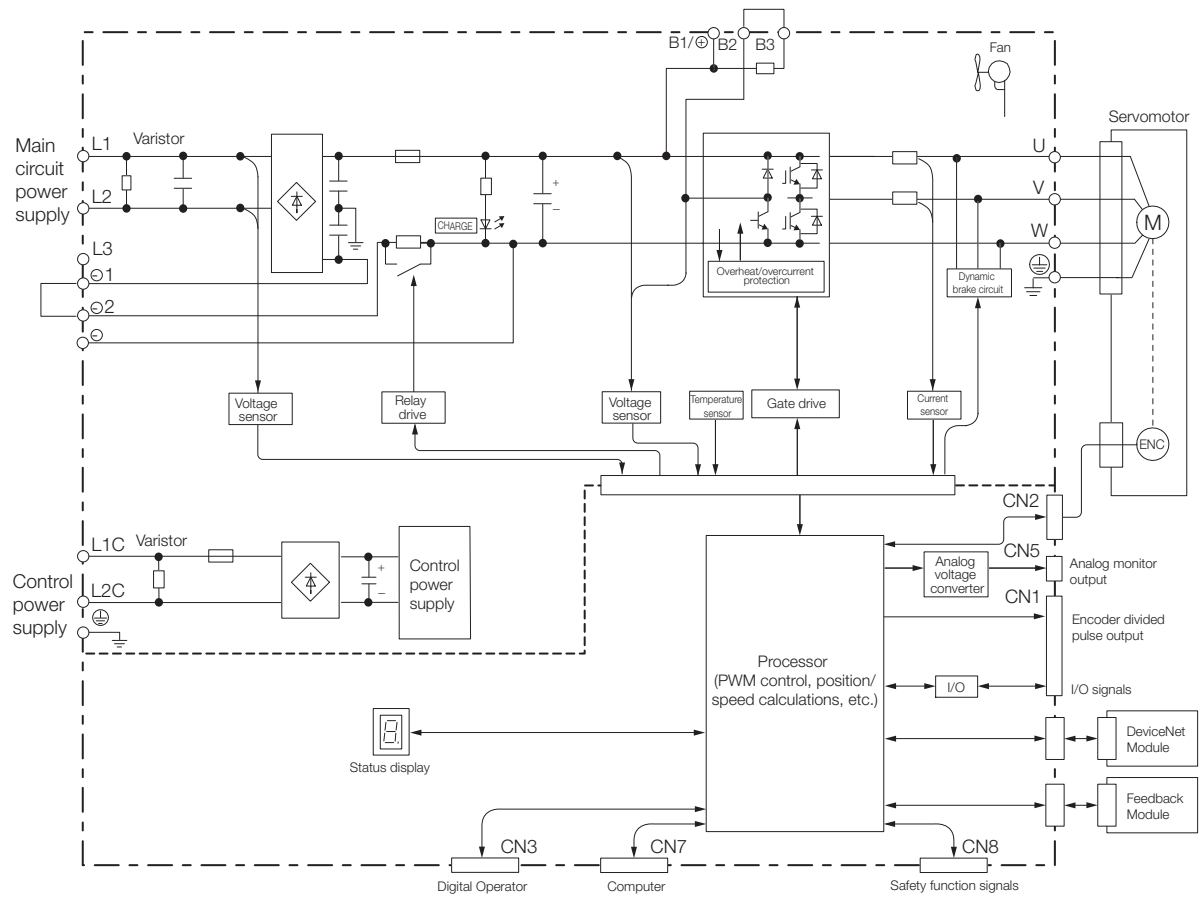 B1/⊕ B2 B3
Fan
Servomotor
Main
circuit
power
supply
L1
Varistor
L2
L3
⊖1
⊖2
⊖
CHARGE
+
−
Overheat/overcurrent
protection
U
V
W
M
Dynamic
brake circuit
Voltage
sensor
Relay
drive
Voltage
sensor
Temperature
sensor
Gate drive
Current
sensor
ENC
CN2
Control
power
supply
L1C
Varistor
L2C
+
−
Control
power
supply
Analog
voltage
converter
CN5
Analog monitor
output
CN1
Encoder divided
pulse output
Processor
(PWM control, position/
speed calculations, etc.)
I/O
I/O signals
8.
Status display
DeviceNet
Module
Feedback
Module
CN3
Digital Operator
CN7
Computer
CN8
Safety function signals